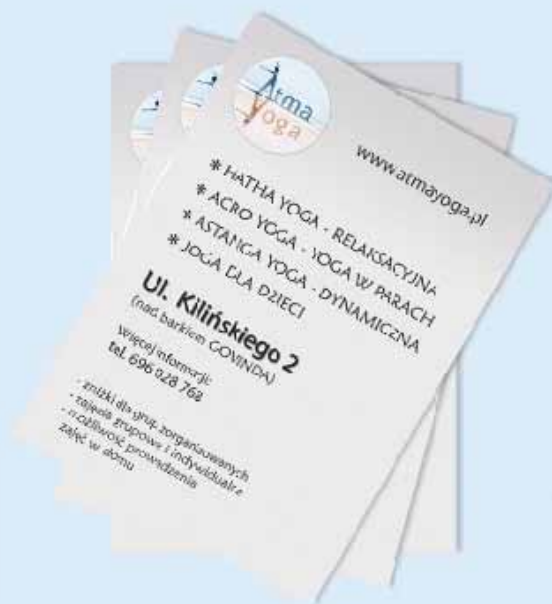 Atma
yoga
www.atmayoga.pl
* HATHA YOGA - RELAKSACYJNA
* ACRO YOGA - YOGA W PARACH
* ASTANGA YOGA - DYNAMICZNA
* JOGA DLA DZIECI
Ul. Kilińskiego 2
(nad barkiem GOVINDA)
Więcej informacji:
tel. 696 028 768
- zniżki dla grup zorganizowanych
- zajęcia grupowe i indywidualne
- możliwość prowadzenia
zajęć w domu